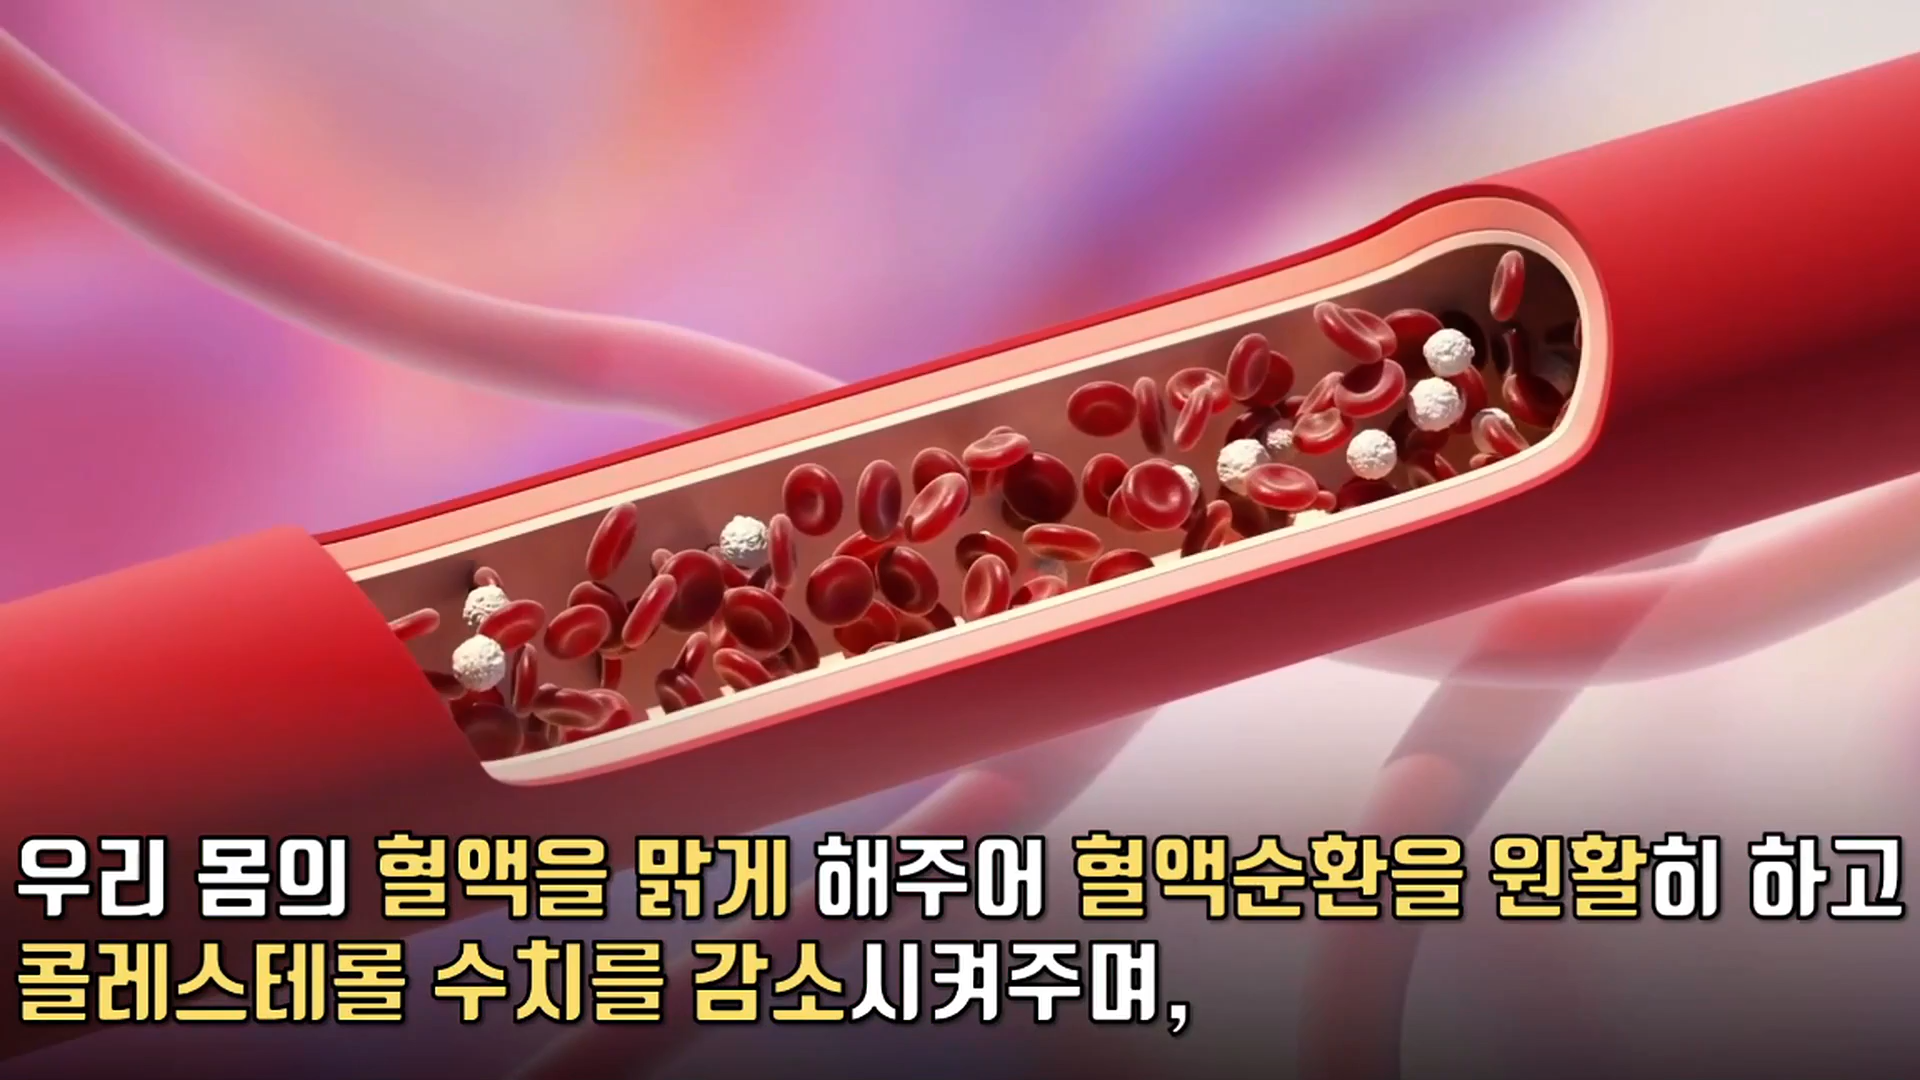 우리 몸의 혈액을 맑게 해주어 혈액순환을 원활히 하고
콜레스테롤 수치를 감소시켜주며,